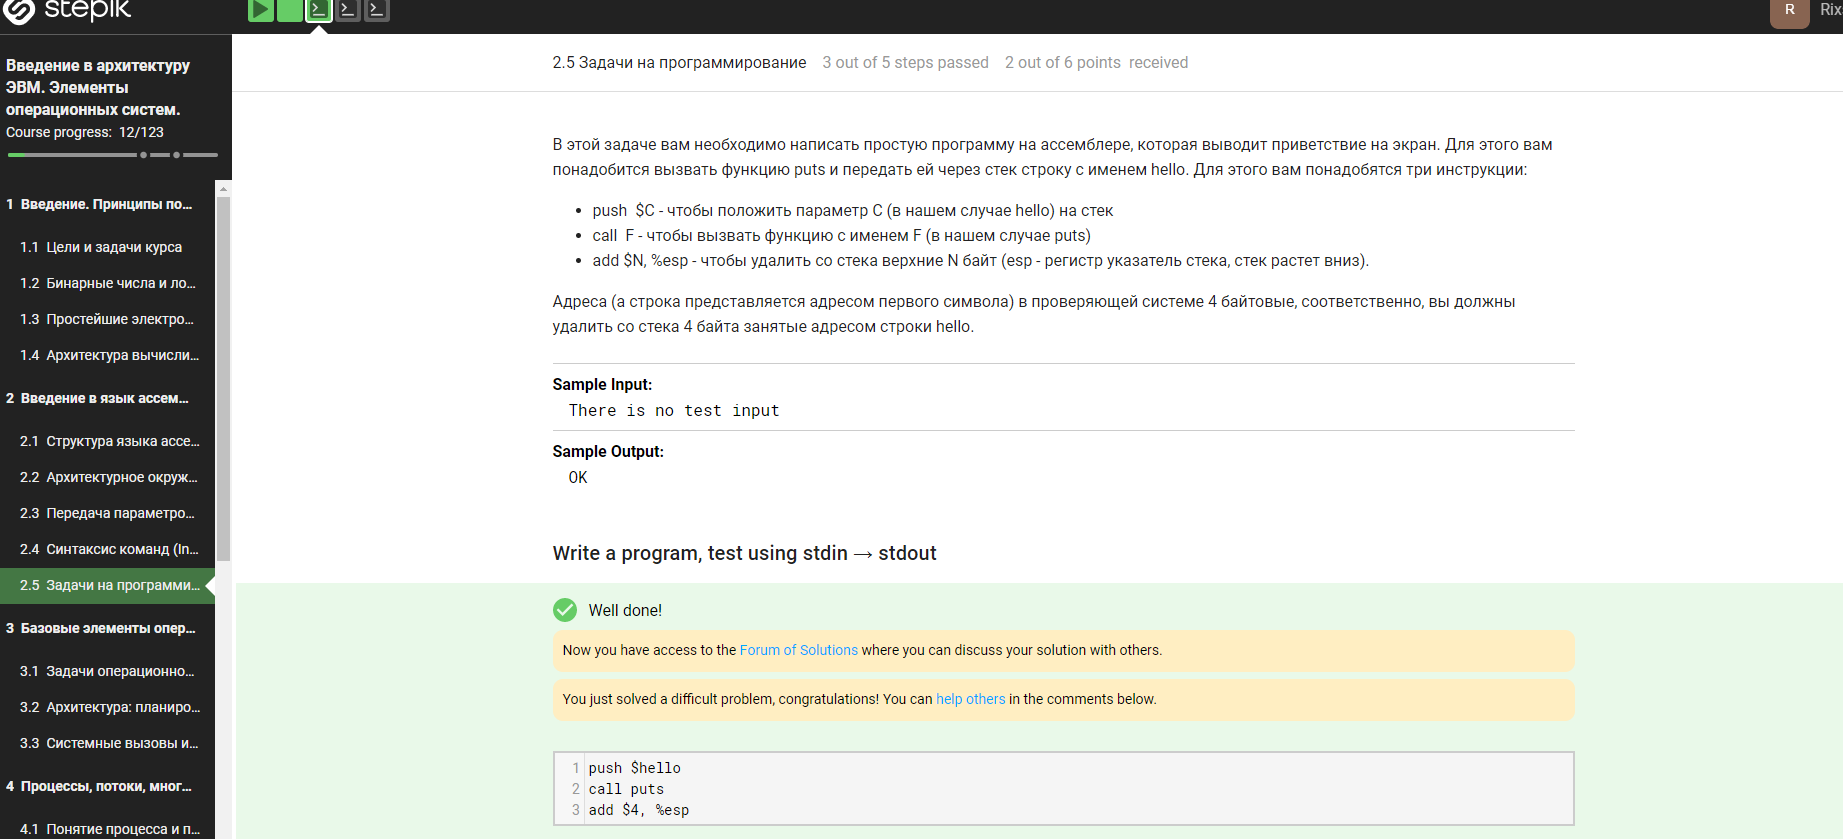 stepik
R Rix
Введение в архитектуру
ЭВМ. Элементы
операционных систем.
Course progress: 12/123
1 Введение. Принципы по...
1.1 Цели и задачи курса
1.2 Бинарные числа и ло...
1.3 Простейшие электро...
1.4 Архитектура вычисли...
2 Введение в язык ассем...
2.1 Структура языка ассе...
2.2 Архитектурное окруж...
2.3 Передача параметро...
2.4 Синтаксис команд (In...
2.5 Задачи на программи...
3 Базовые элементы опер...
3.1 Задачи операционно...
3.2 Архитектура: планиро...
3.3 Системные вызовы и...
4 Процессы, потоки, мног...
4.1 Понятие процесса и п...
2.5 Задачи на программирование 3 out of 5 steps passed 2 out of 6 points received
В этой задаче вам необходимо написать простую программу на ассемблере, которая выводит приветствие на экран. Для этого вам
понадобится вызвать функцию puts и передать ей через стек строку с именем hello. Для этого вам понадобятся три инструкции:
• push $C - чтобы положить параметр C (в нашем случае hello) на стек
• call F - чтобы вызвать функцию с именем F (в нашем случае puts)
• add $N, %esp - чтобы удалить со стека верхние N байт (esp - регистр указатель стека, стек растет вниз).
Адреса (а строка представляется адресом первого символа) в проверяющей системе 4 байтовые, соответственно, вы должны
удалить со стека 4 байта занятые адресом строки hello.
Sample Input:
There is no test input
Sample Output:
OK
Write a program, test using stdin → stdout
Well done!
Now you have access to the Forum of Solutions where you can discuss your solution with others.
You just solved a difficult problem, congratulations! You can help others in the comments below.
1 push $hello
2 call puts
3 add $4, %esp